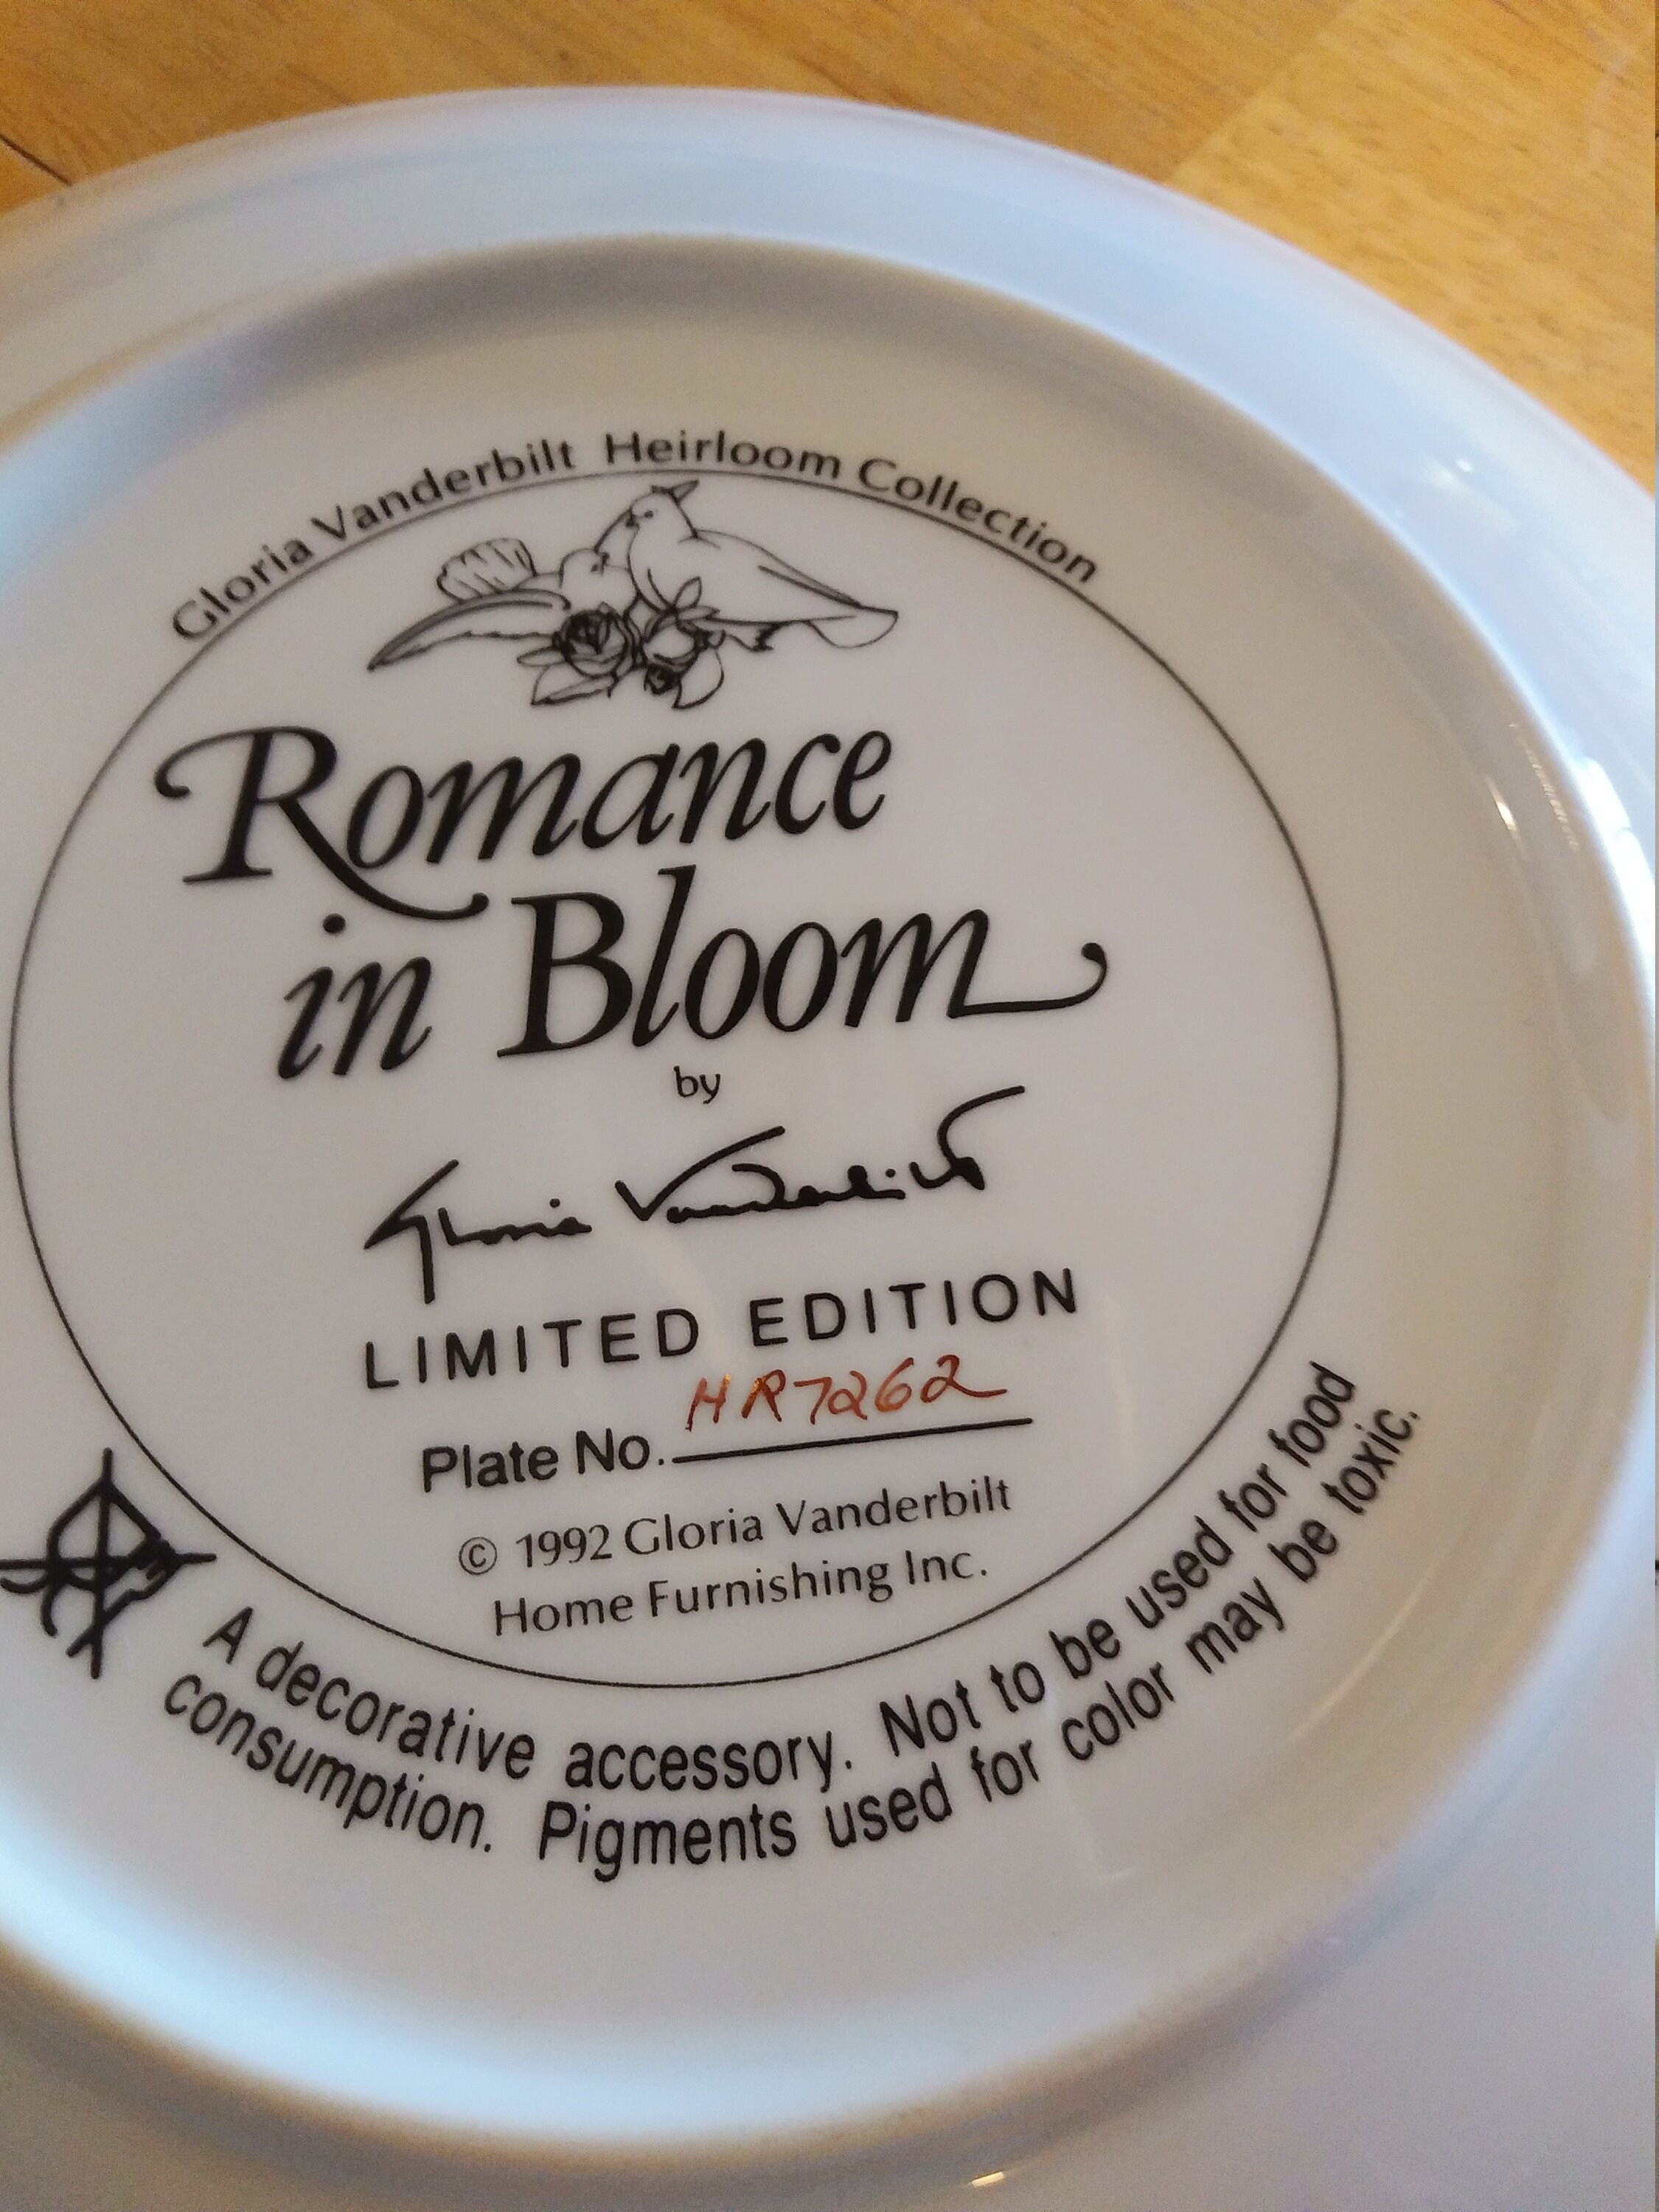 Gloria Vanderbilt Heirloom Collection
Romance
in Bloom
by
Gloria Vanderbilt
LIMITED EDITION
Plate No. HR7262
© 1992 Gloria Vanderbilt
Home Furnishing Inc.
A decorative accessory. Not to be used for food
consumption. Pigments used for color may be toxic.